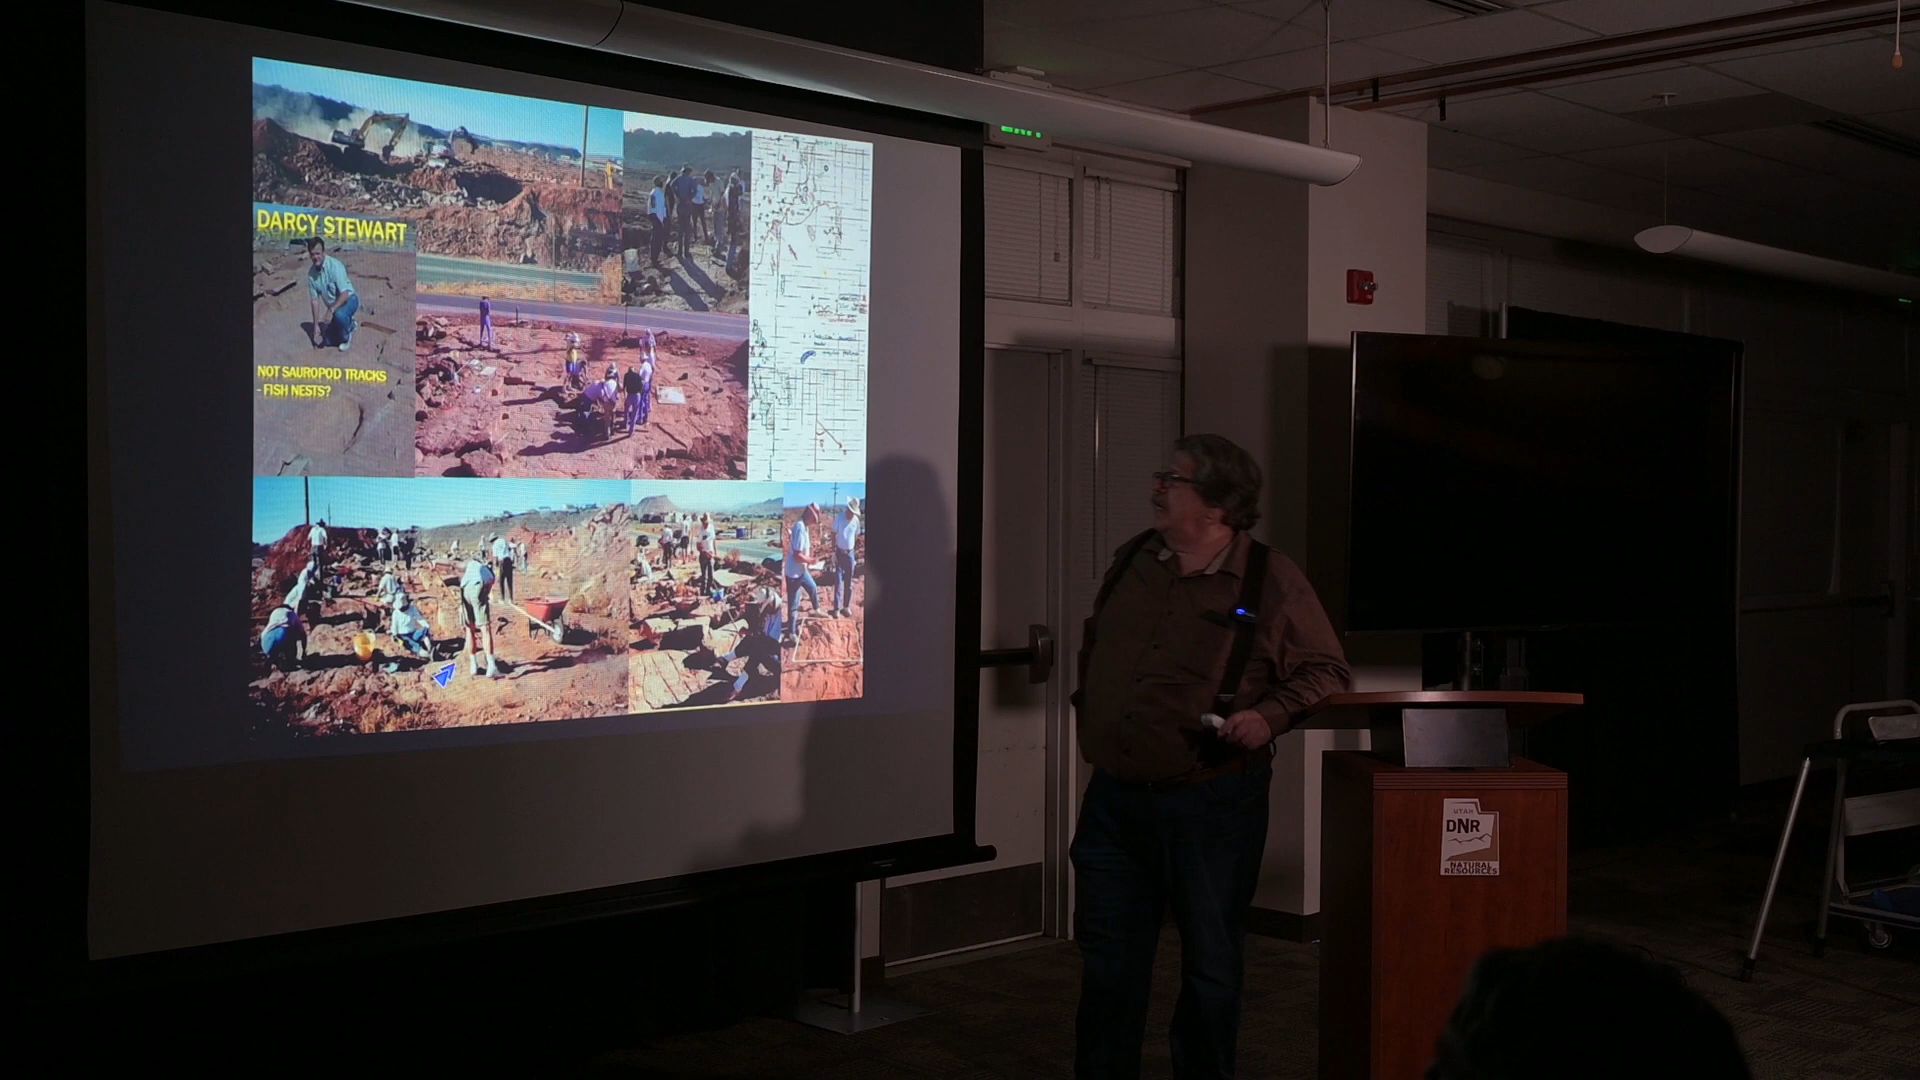 DARCY STEWART
NOT SAUROPOD TRACKS
- FISH NESTS?
UTAH
DNR
NATURAL
RESOURCES